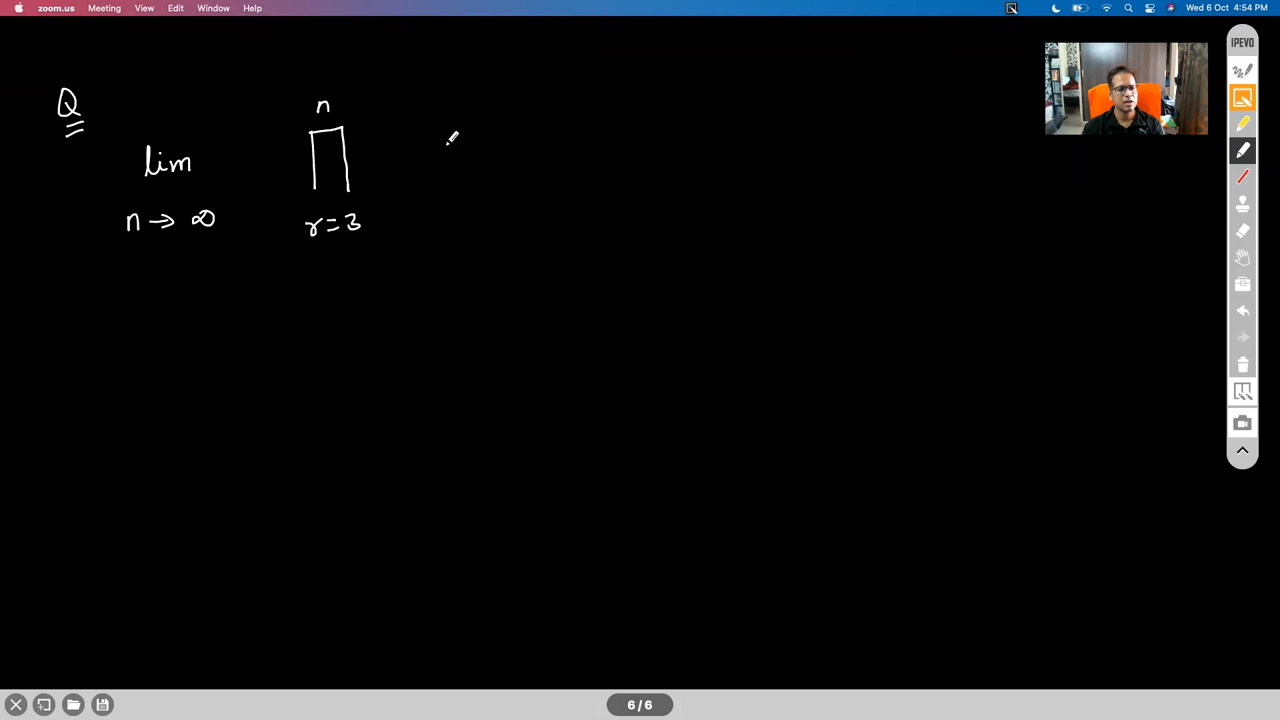 zoom.us Meeting View Edit Window Help Wed 6 Oct 4:54 PM
IPEVO
Q
n
lim ∏
n → ∞ r = 3
6 / 6